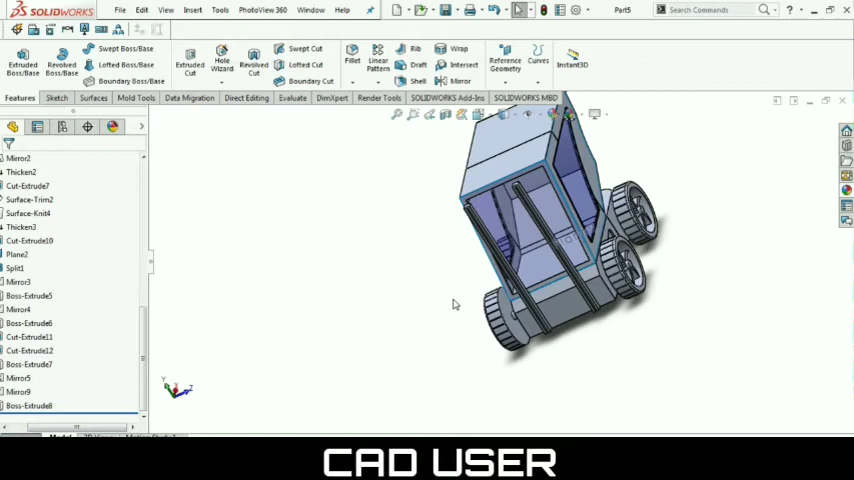 SOLIDWORKS File Edit View Insert Tools Simulation Window Help Part5 Search Commands
Extruded Boss/Base Revolved Boss/Base Swept Boss/Base Lofted Boss/Base Boundary Boss/Base Extruded Cut Hole Wizard Revolved Cut Swept Cut Lofted Cut Boundary Cut Fillet Linear Pattern Rib Draft Shell Wrap Intersect Mirror Reference Geometry Curves Instant3D
Features Sketch Surfaces Mold Tools Data Migration Direct Editing Evaluate DimXpert Render Tools SOLIDWORKS Add-Ins SOLIDWORKS MBD
Mirror2
Thicken2
Cut-Extrude7
Surface-Trim2
Surface-Knit4
Thicken3
Cut-Extrude10
Plane2
Split1
Mirror3
Boss-Extrude5
Mirror4
Boss-Extrude6
Cut-Extrude11
Cut-Extrude12
Boss-Extrude7
Mirror5
Mirror9
Boss-Extrude8
Y X Z
CAD USER